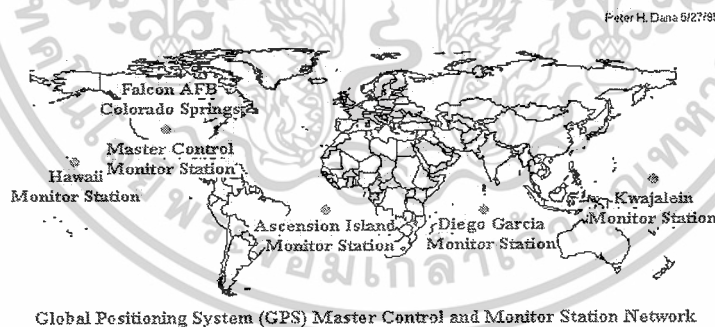 Peter H. Dana 5/27/95
Falcon AFB
Colorado Springs
Master Control
Monitor Station
Hawaii
Monitor Station
Ascension Island
Monitor Station
Diego Garcia
Monitor Station
Kwajalein
Monitor Station
Global Positioning System (GPS) Master Control and Monitor Station Network